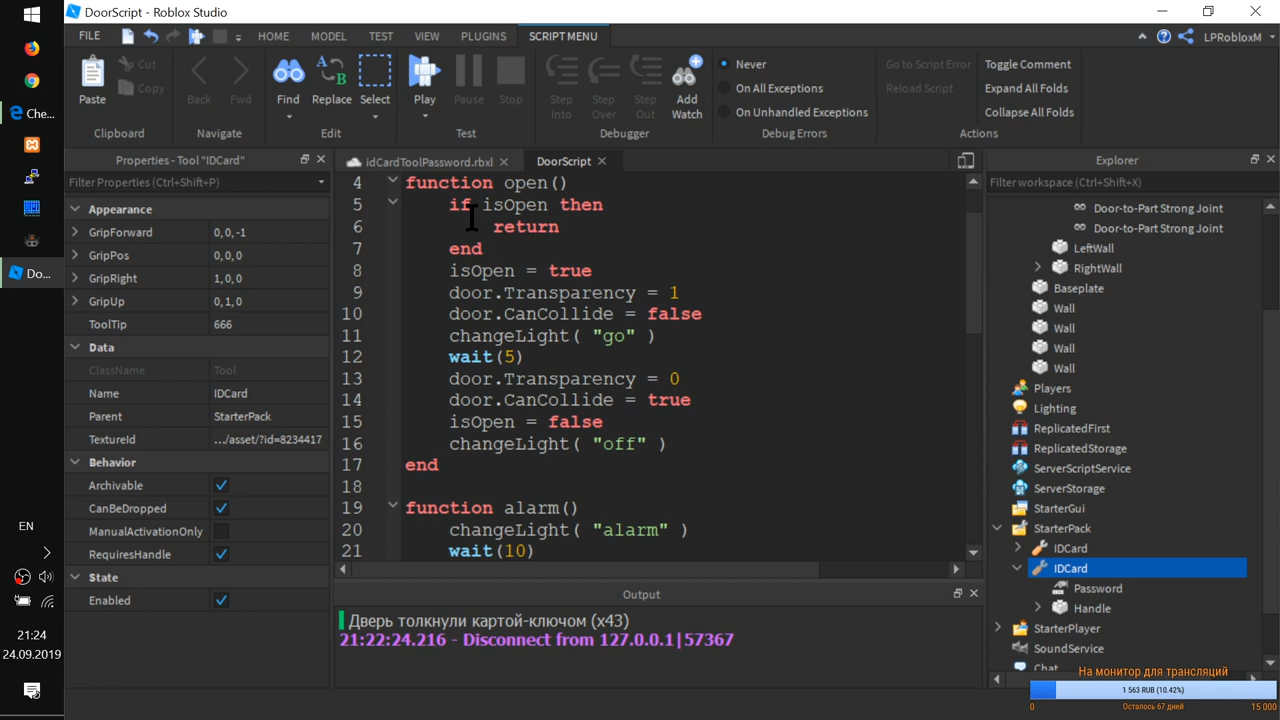 DoorScript - Roblox Studio
FILE HOME MODEL TEST VIEW PLUGINS SCRIPT MENU LPRobloxM
Paste Cut Copy Back Fwd Find Replace Select Play Pause Stop Step Into Step Over Step Out Add Watch
Never
On All Exceptions
On Unhandled Exceptions
Go to Script Error
Reload Script
Toggle Comment
Expand All Folds
Collapse All Folds
Clipboard Navigate Edit Test Debugger Debug Errors Actions
Che...
Do...
EN
21:24
24.09.2019
Properties - Tool "IDCard"
Filter Properties (Ctrl+Shift+P)
Appearance
GripForward 0, 0, -1
GripPos 0, 0, 0
GripRight 1, 0, 0
GripUp 0, 1, 0
ToolTip 666
Data
ClassName Tool
Name IDCard
Parent StarterPack
TextureId .../asset/?id=8234417
Behavior
Archivable
CanBeDropped
ManualActivationOnly
RequiresHandle
State
Enabled
idCardToolPassword.rbxl DoorScript
4 function open()
5 if isOpen then
6 return
7 end
8 isOpen = true
9 door.Transparency = 1
10 door.CanCollide = false
11 changeLight( "go" )
12 wait(5)
13 door.Transparency = 0
14 door.CanCollide = true
15 isOpen = false
16 changeLight( "off" )
17 end
18
19 function alarm()
20 changeLight( "alarm" )
21 wait(10)
Output
Дверь толкнули картой-ключом (x43)
21:22:24.216 - Disconnect from 127.0.0.1|57367
Explorer
Filter workspace (Ctrl+Shift+X)
Door-to-Part Strong Joint
Door-to-Part Strong Joint
LeftWall
RightWall
Baseplate
Wall
Wall
Wall
Wall
Players
Lighting
ReplicatedFirst
ReplicatedStorage
ServerScriptService
ServerStorage
StarterGui
StarterPack
IDCard
IDCard
Password
Handle
StarterPlayer
SoundService
Chat
На монитор для трансляций
1 563 RUB (10.42%)
0 Осталось 67 дней 15 000